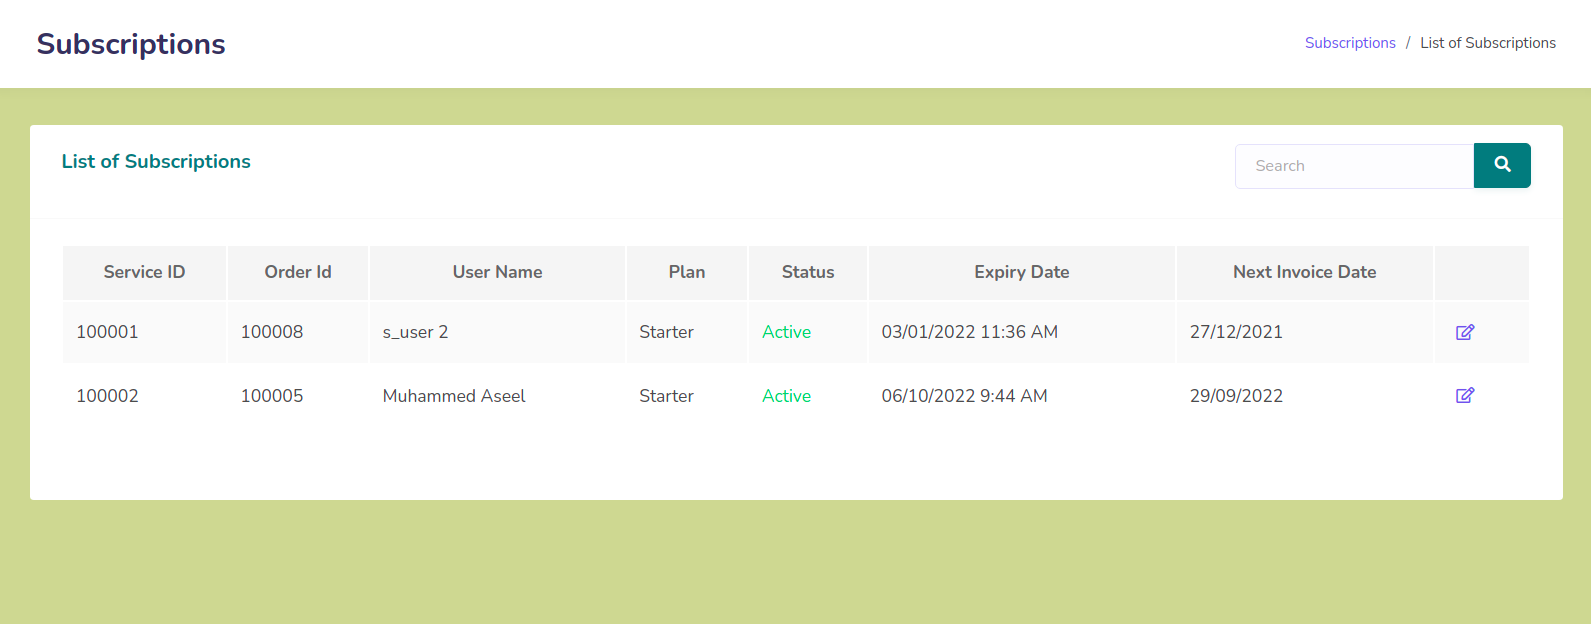 Subscriptions
Subscriptions / List of Subscriptions
List of Subscriptions
Search
Service ID Order Id User Name Plan Status Expiry Date Next Invoice Date
100001 100008 s_user 2 Starter Active 03/01/2022 11:36 AM 27/12/2021
100002 100005 Muhammed Aseel Starter Active 06/10/2022 9:44 AM 29/09/2022